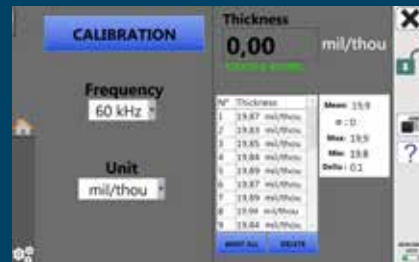 CALIBRATION
Frequency
60 kHz
Unit
mil/thou
Thickness
0,00
mil/thou
N° Thickness
1 19,87 mil/thou
2 19,83 mil/thou
3 19,85 mil/thou
4 19,84 mil/thou
5 19,89 mil/thou
6 19,87 mil/thou
7 19,89 mil/thou
8 19,94 mil/thou
9 19,84 mil/thou
DELETE
Mean: 19,9
σ : 0
Max: 19,9
Min: 19,8
Delta : 0,1
?